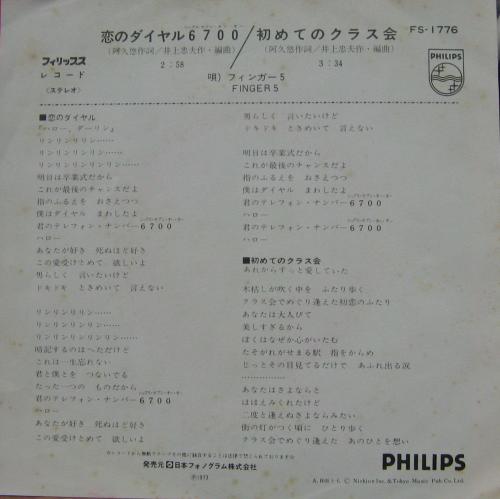 恋のダイヤル6700／初めてのクラス会
FS-1776
（阿久悠作詞／井上忠夫作・編曲）
（阿久悠作詞／井上忠夫作・編曲）
フィリップス
レコード
〈ステレオ〉
2：58
3：34
唄）フィンガー5
FINGER 5
PHILIPS
■恋のダイヤル
『ハロー、ダーリン』
リンリンリリン……
リンリンリリン……
リンリンリンリンリン……
明日は卒業式だから
これが最後のチャンスだよ
指のふるえを おさえつつ
僕はダイヤル まわしたよ
君のテレフォン・ナンバー6700
ハロー
あなたが好き 死ぬほど好き
この愛受けとめて 欲しいよ
男らしく 言いたいけど
ドキドキ ときめいて 言えない
リンリンリリン……
リンリンリリン……
リンリンリンリンリン……
暗記するのはへただけど
これは一生忘れない
君と僕とを つないでる
たった一つの ものだから
君のテレフォン・ナンバー6700
ハロー
あなたが好き 死ぬほど好き
この愛受けとめて 欲しいよ
男らしく 言いたいけど
ドキドキ ときめいて 言えない
明日は卒業式だから
これが最後のチャンスだよ
指のふるえを おさえつつ
僕はダイヤル まわしたよ
君のテレフォン・ナンバー6700
ハロー
君のテレフォン・ナンバー6700
ハロー
■初めてのクラス会
あれからずっと愛していた
木枯しが吹く中を ふたり歩く
クラス会でめぐり逢えた初恋のふたり
あなたは大人びて
美しすぎるから
ぼくはなぜか心がいたむ
たそがれがせまる駅 指をからめ
じっとその目見てるだけで あふれ出る涙
……………
あなたはさよならと
ほほえみくれたけど
二度と逢えぬさよならみたい
街の灯がつく頃に ひとり歩く
クラス会でめぐり逢えた あのひとを想い
発売元 日本フォノグラム株式会社
Ⓟ1973
PHILIPS